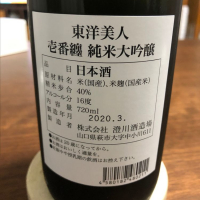 東洋美人
壱番纏 純米大吟醸
品目 日本酒
原材料名 米(国産)、米麹(国産米)
精米歩合 40%
アルコール分 16度
内容量 720ml
製造年月 2020.3.
製造者 株式会社 澄川酒造場
山口県萩市大字中小川611